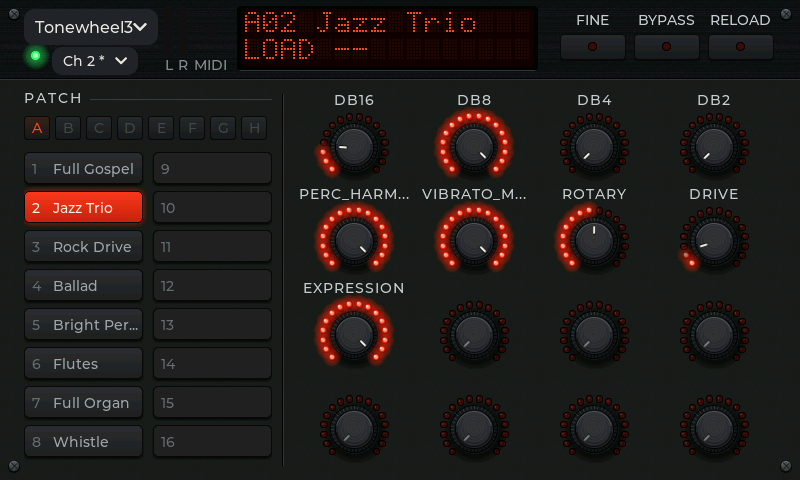 Tonewheel3
Ch 2 *
L R MIDI
A02 Jazz Trio
LOAD --
FINE
BYPASS
RELOAD
PATCH
A B C D E F G H
1 Full Gospel
9
2 Jazz Trio
10
3 Rock Drive
11
4 Ballad
12
5 Bright Per...
13
6 Flutes
14
7 Full Organ
15
8 Whistle
16
DB16
DB8
DB4
DB2
PERC_HARM...
VIBRATO_M...
ROTARY
DRIVE
EXPRESSION